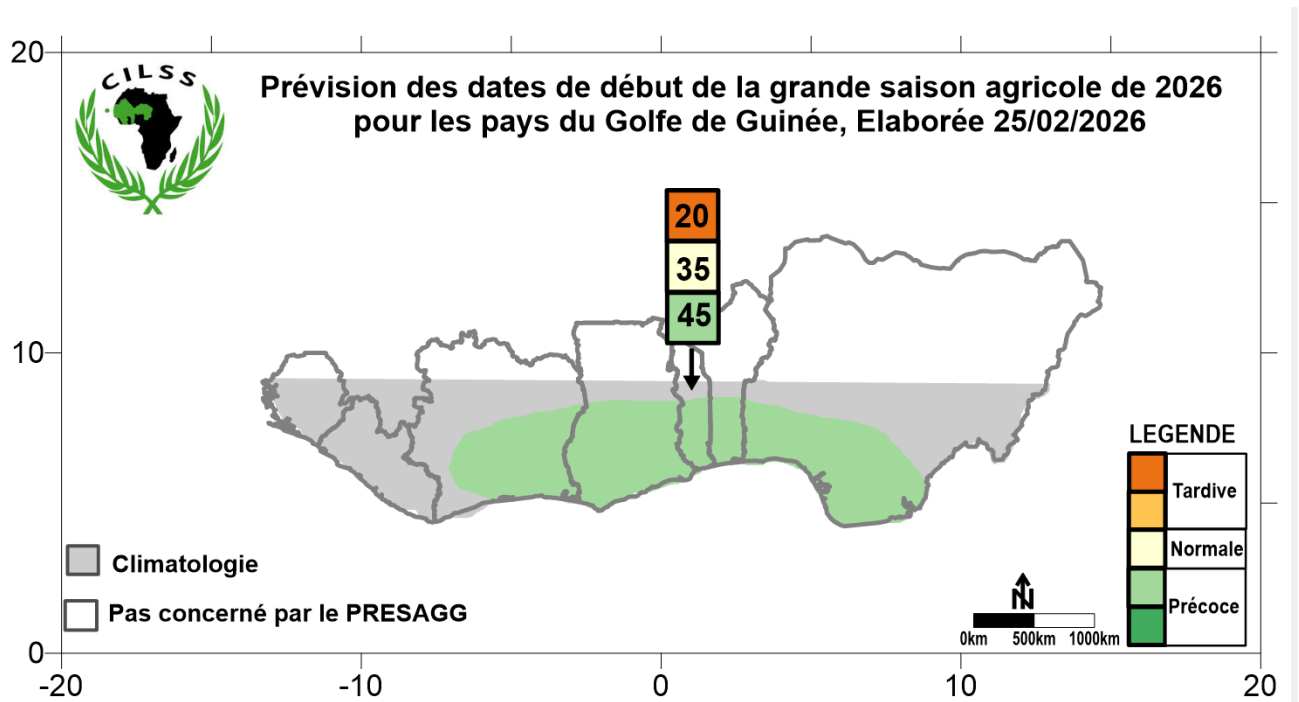 20
CILSS
Prévision des dates de début de la grande saison agricole de 2026
pour les pays du Golfe de Guinée, Elaborée 25/02/2026
20
35
45
10
LEGENDE
Tardive
Normale
Précoce
Climatologie
Pas concerné par le PRESAGG
N
0km 500km 1000km
0
-20 -10 0 10 20